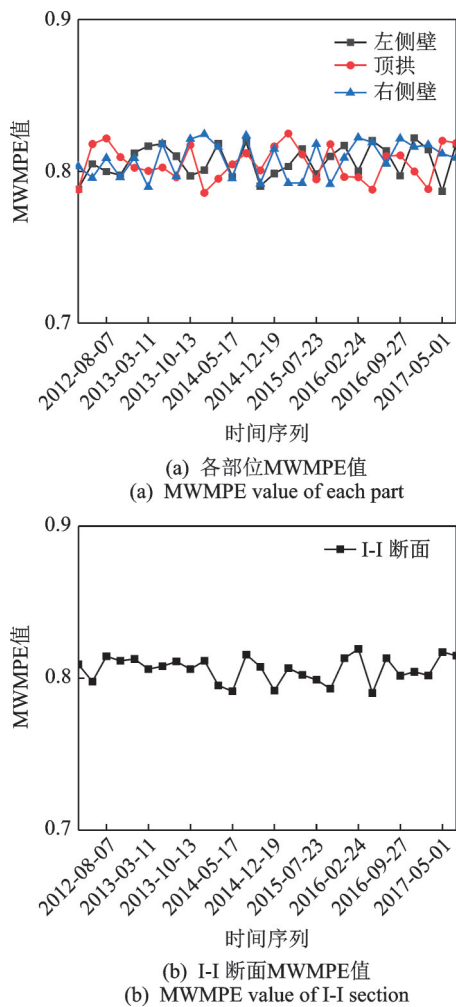 0.9
左侧壁
顶拱
右侧壁
MWMPE值
0.8
0.7
2012-08-07
2013-03-11
2013-10-13
2014-05-17
2014-12-19
2015-07-23
2016-02-24
2016-09-27
2017-05-01
时间序列
(a) 各部位MWMPE值
(a) MWMPE value of each part
0.9
I-I 断面
MWMPE值
0.8
0.7
2012-08-07
2013-03-11
2013-10-13
2014-05-17
2014-12-19
2015-07-23
2016-02-24
2016-09-27
2017-05-01
时间序列
(b) I-I 断面MWMPE值
(b) MWMPE value of I-I section